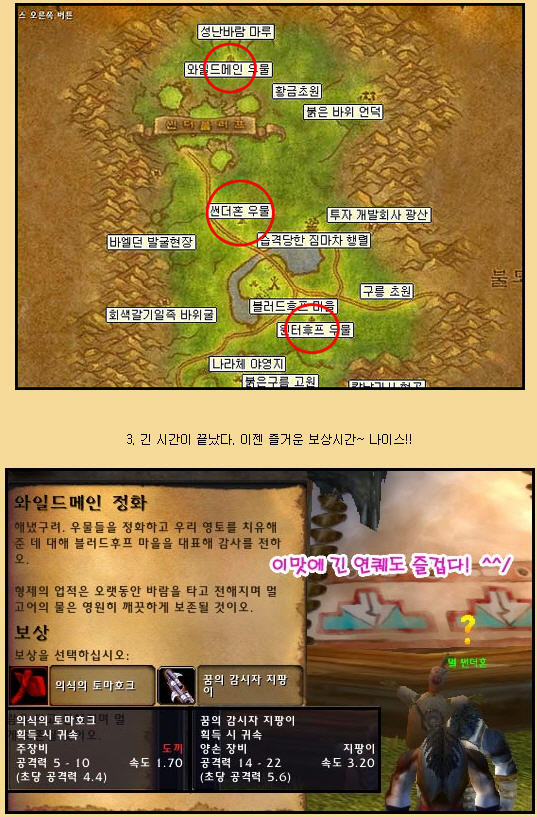 스 오른쪽 버튼
성난바람 마루
와일드메인 우물
황금초원
붉은 바위 언덕
썬더 블러프
썬더혼 우물
투자 개발회사 광산
바엘던 발굴현장
습격당한 짐마차 행렬
구릉 초원
블러드후프 마을
회색갈기일족 바위굴
윈터후프 우물
나라체 야영지
붉은구름 고원
3. 긴 시간이 끝났다. 이젠 즐거운 보상시간~ 나이스!!
와일드메인 정화
해냈구려. 우물들을 정화하고 우리 영토를 치유해
준 데 대해 블러드후프 마을을 대표해 감사를 전하
오.
이맛에 긴 연퀘도 즐겁다! ^^/
형제의 업적은 오랫동안 바람을 타고 전해지며 멀
고어의 물은 영원히 깨끗하게 보존될 것이오.
보상
?
멀 썬더혼
보상을 선택하십시오:
의식의 토마호크
꿈의 감시자 지팡
이
의식의 토마호크
획득 시 귀속
주장비 도끼
공격력 5 - 10 속도 1.70
(초당 공격력 4.4)
꿈의 감시자 지팡이
획득 시 귀속
양손 장비 지팡이
공격력 14 - 22 속도 3.20
(초당 공격력 5.6)